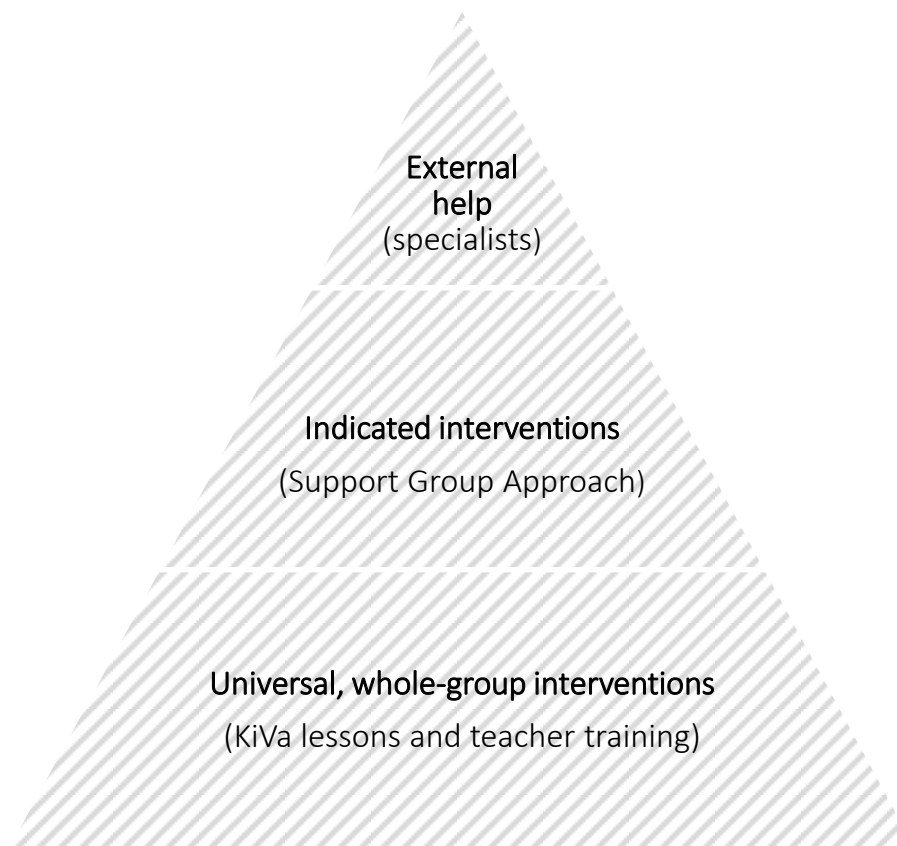 External
help
(specialists)
Indicated interventions
(Support Group Approach)
Universal, whole-group interventions
(KiVa lessons and teacher training)